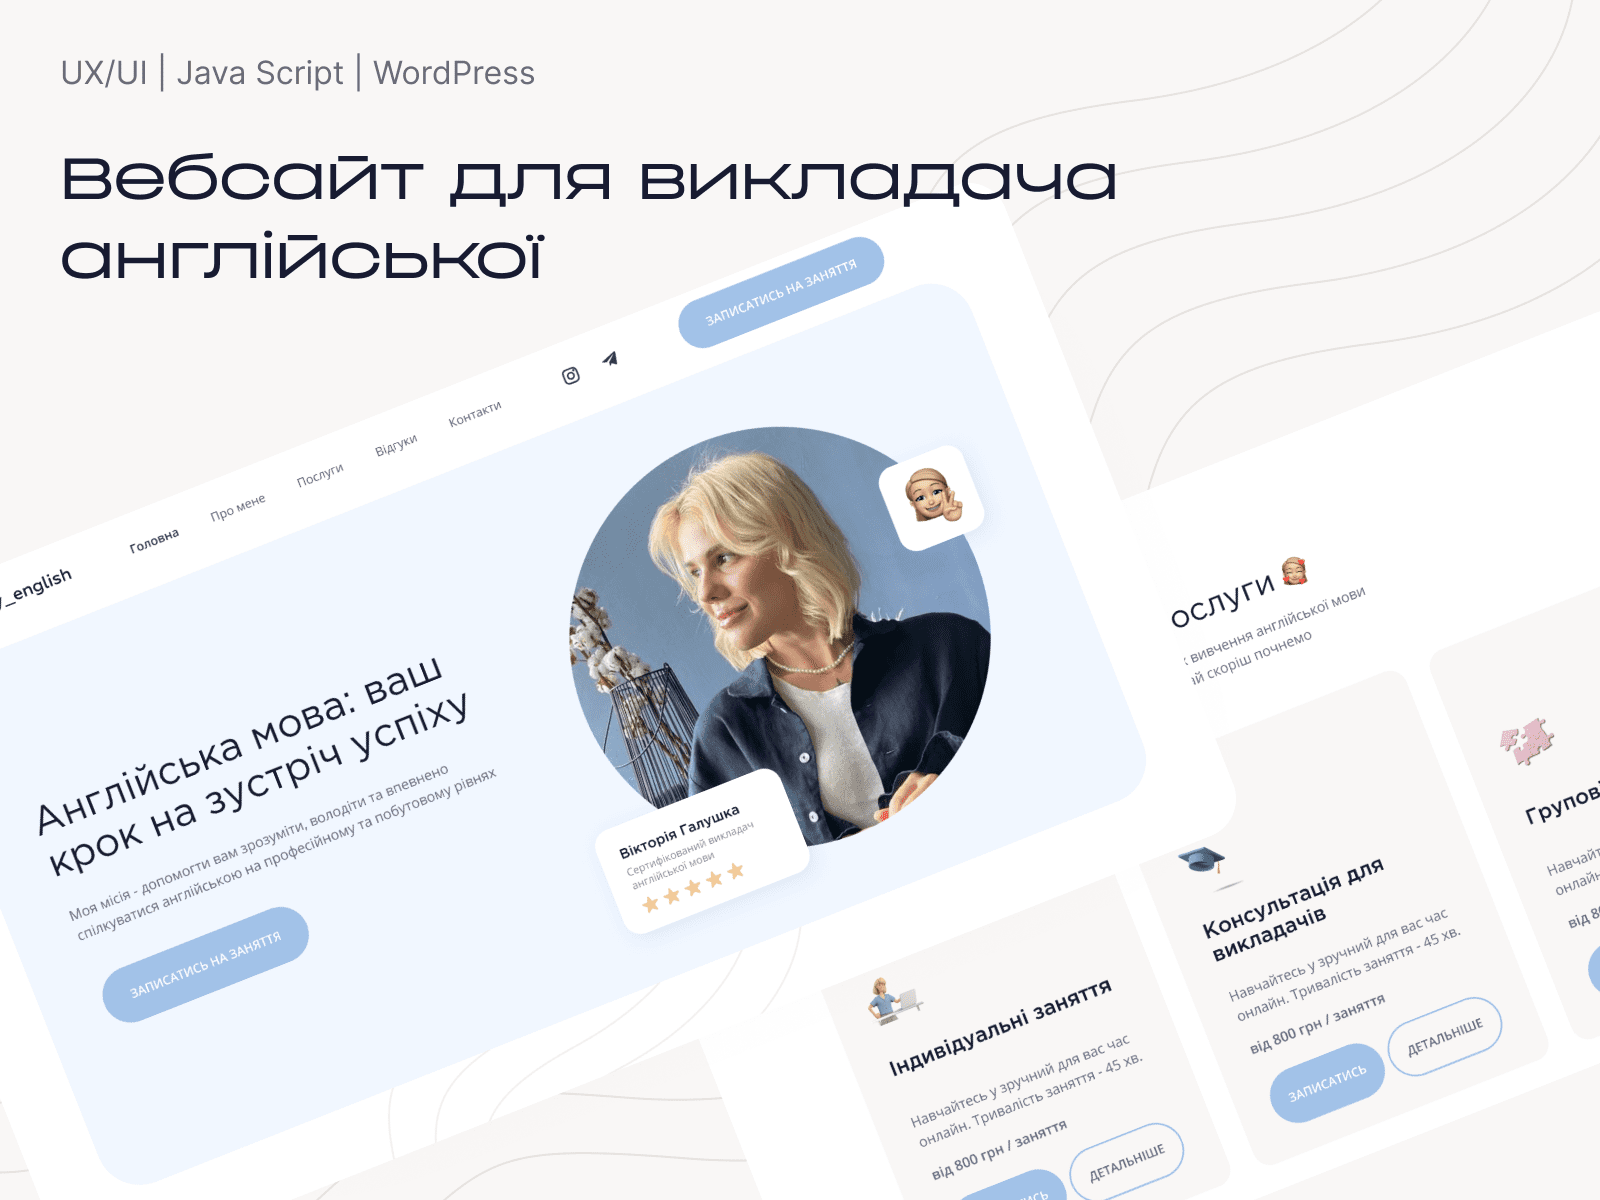 UX/UI | Java Script | WordPress
Вебсайт для викладача
англійської
_english
Головна
Про мене
Послуги
Відгуки
Контакти
ЗАПИСАТИСЬ НА ЗАНЯТТЯ
Англійська мова: ваш
крок на зустріч успіху
Моя місія - допомогти вам зрозуміти, володіти та впевнено
спілкуватися англійською на професійному та побутовому рівнях
ЗАПИСАТИСЬ НА ЗАНЯТТЯ
Вікторія Галушка
Сертифікований викладач
англійської мови
ослуги
вивчення англійської мови
ай скоріш почнемо
Індивідуальні заняття
Навчайтесь у зручний для вас час
онлайн. Тривалість заняття - 45 хв.
від 800 грн / заняття
ДЕТАЛЬНІШЕ
Консультація для
викладачів
Навчайтесь у зручний для вас час
онлайн. Тривалість заняття - 45 хв.
від 800 грн / заняття
ЗАПИСАТИСЬ
ДЕТАЛЬНІШЕ
Групові
Навчайт
онлайн
від 80